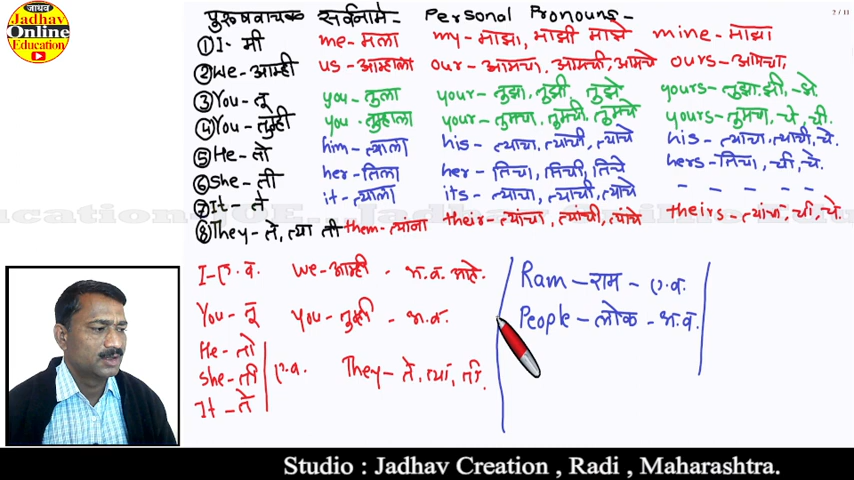 जाधव
Jadhav
Online
Education
2 / 11
पुरूषवाचक सर्वनामे - Personal Pronouns -
① I - मी me - मला my - माझा, माझी माझे mine - माझा
② We - आम्ही us - आम्हाला our - आमचा, आमची, आमचे ours - आमचा,
③ You - तू you - तुला your - तुझा, तुझी तुझे yours - तुझा, झी, - झे
④ You - तुम्ही you - तुम्हाला your - तुमचा, तुमची, तुमचे yours - तुमचा, चे, ची
⑤ He - तो him - त्याला his - त्याचा, त्याची, त्याचे his - त्याचा, त्याची, चे.
⑥ She - ती her - तिला her - तिचा, तिची, तिचे hers - तिचा, ची, चे.
⑦ It - ते it - त्याला its - त्याचा, त्याची, त्याचे - - - - -
⑧ They - ते, त्या ती them - त्यांना their - त्यांचा, त्यांची, त्यांचे theirs - त्यांचा, ची, चे.
I - ए. व. We - आम्ही - अ. व. आहे.
You - तू You - तुम्ही - अ. व.
He - तो
She - ती ए. व. They - ते, त्या, ती.
It - ते
Ram - राम - ए. व.
People - लोक - अ. व.
Studio : Jadhav Creation , Radi , Maharashtra.